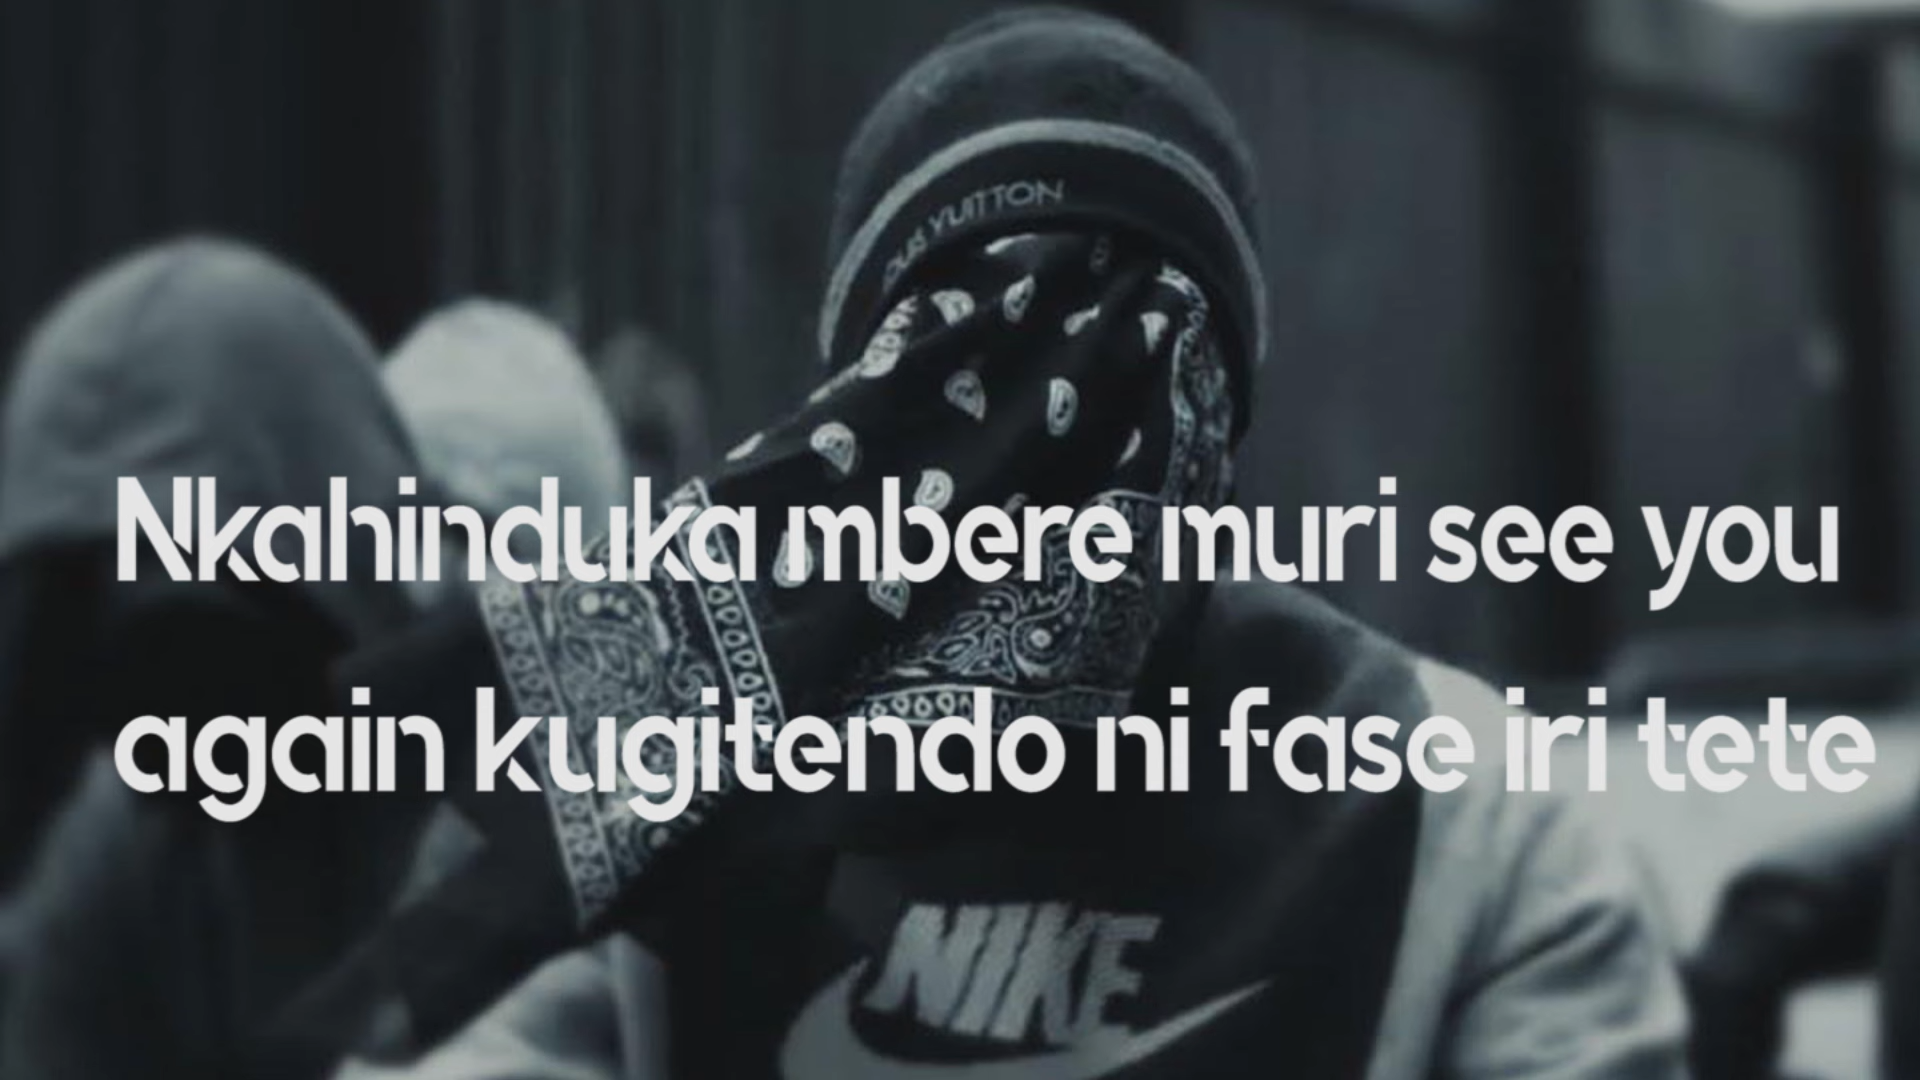 LOUIS VUITTON
Nkahinduka mbere muri see you
again kugitendo ni fase iri tete
NIKE